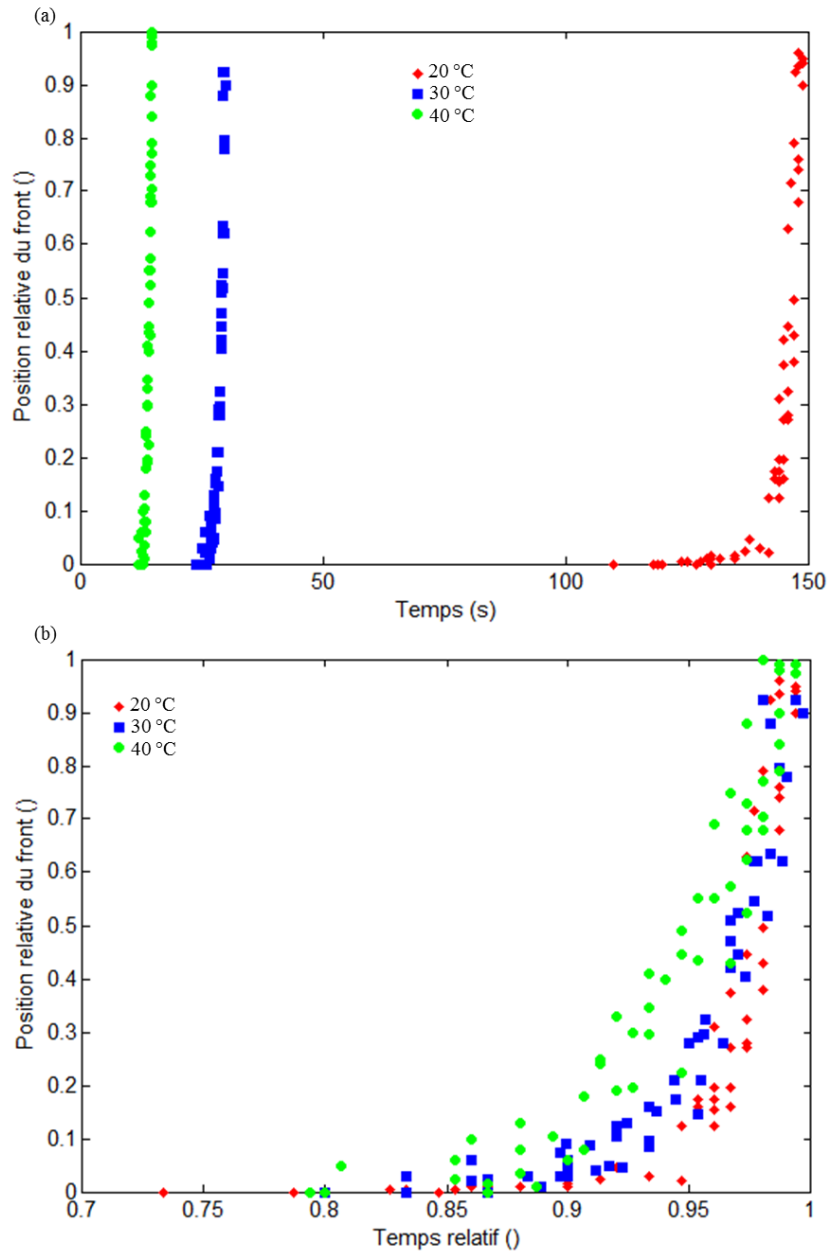 (a)
1
0.9
0.8
0.7
0.6
0.5
0.4
0.3
0.2
0.1
0
Position relative du front ()
20 °C
30 °C
40 °C
0 50 100 150
Temps (s)
(b)
1
0.9
0.8
0.7
0.6
0.5
0.4
0.3
0.2
0.1
0
Position relative du front ()
20 °C
30 °C
40 °C
0.7 0.75 0.8 0.85 0.9 0.95 1
Temps relatif ()